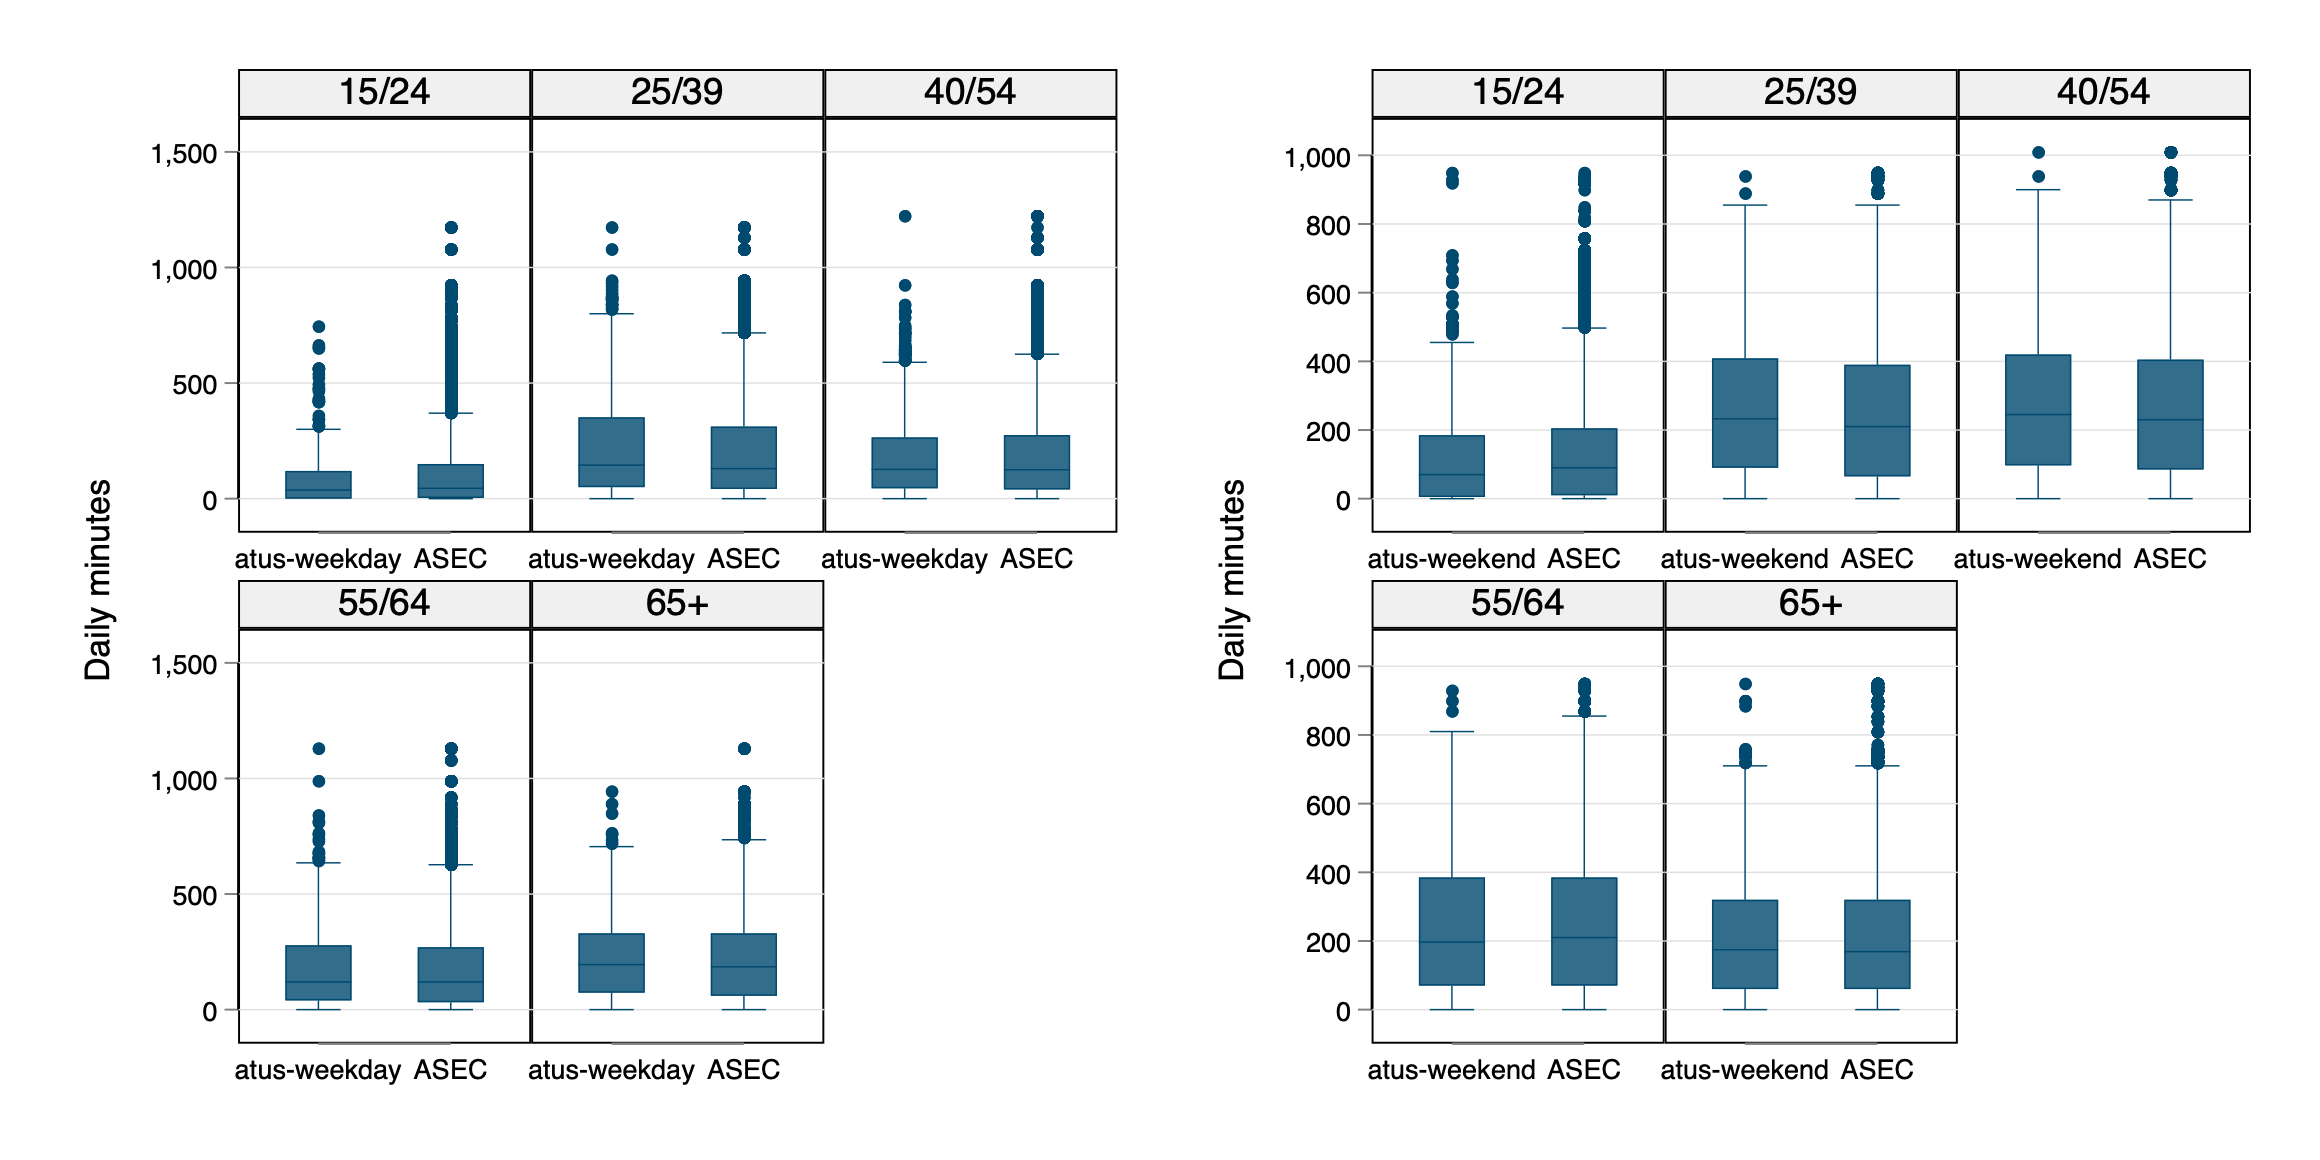 15/24 25/39 40/54
1,500
1,000
500
0
atus-weekday ASEC atus-weekday ASEC atus-weekday ASEC
55/64 65+
1,500
1,000
500
0
atus-weekday ASEC atus-weekday ASEC
Daily minutes
15/24 25/39 40/54
1,000
800
600
400
200
0
atus-weekend ASEC atus-weekend ASEC atus-weekend ASEC
55/64 65+
1,000
800
600
400
200
0
atus-weekend ASEC atus-weekend ASEC
Daily minutes